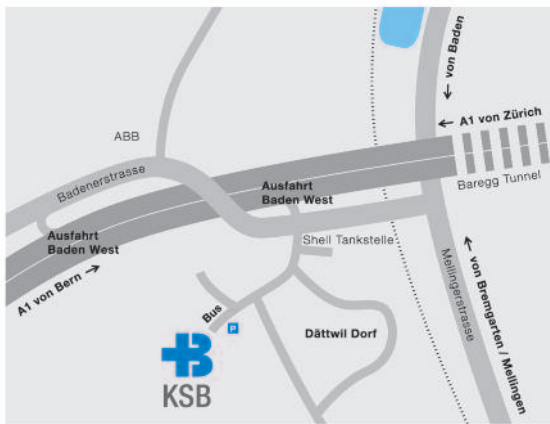 von Baden
A1 von Zürich
ABB
Badenerstrasse
Baregg Tunnel
Ausfahrt
Baden West
Ausfahrt
Baden West
Shell Tankstelle
A1 von Bern
Mellingerstrasse
von Bremgarten / Mellingen
Bus
P
Dättwil Dorf
KSB